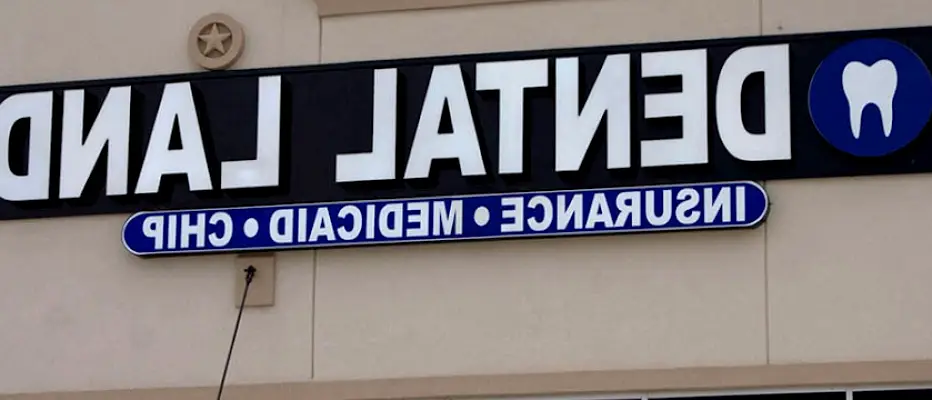 DENTAL LAND
INSURANCE • MEDICAID • CHIP